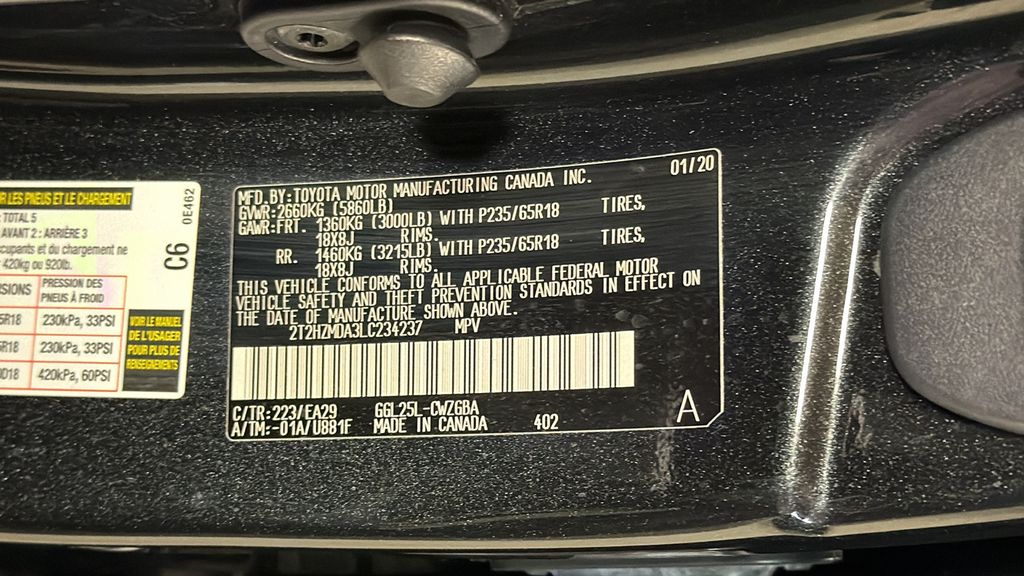 R LES PNEUS ET LE CHARGEMENT
TOTAL 5
AVANT 2: ARRIÈRE 3
cupants et du chargement ne
420kg ou 920lb.
0E462
C6
NSIONS
PRESSION DES
PNEUS À FROID
5R18
230kPa, 33PSI
5R18
230kPa, 33PSI
0D18
420kPa, 60PSI
VOIR LE MANUEL
DE L'USAGER
POUR PLUS DE
RENSEIGNEMENTS
MFD. BY: TOYOTA MOTOR MANUFACTURING CANADA INC. 01/20
GVWR: 2660KG (5860LB)
GAWR: FRT. 1360KG (3000LB) WITH P235/65R18 TIRES,
18X8J RIMS
RR. 1460KG (3215LB) WITH P235/65R18 TIRES,
18X8J RIMS.
THIS VEHICLE CONFORMS TO ALL APPLICABLE FEDERAL MOTOR
VEHICLE SAFETY AND THEFT PREVENTION STANDARDS IN EFFECT ON
THE DATE OF MANUFACTURE SHOWN ABOVE.
2T2HZMDA3LC234237 MPV
C/TR: 223/EA29 GGL25L-CWZGBA
A/TM: -01A/U881F MADE IN CANADA 402
A